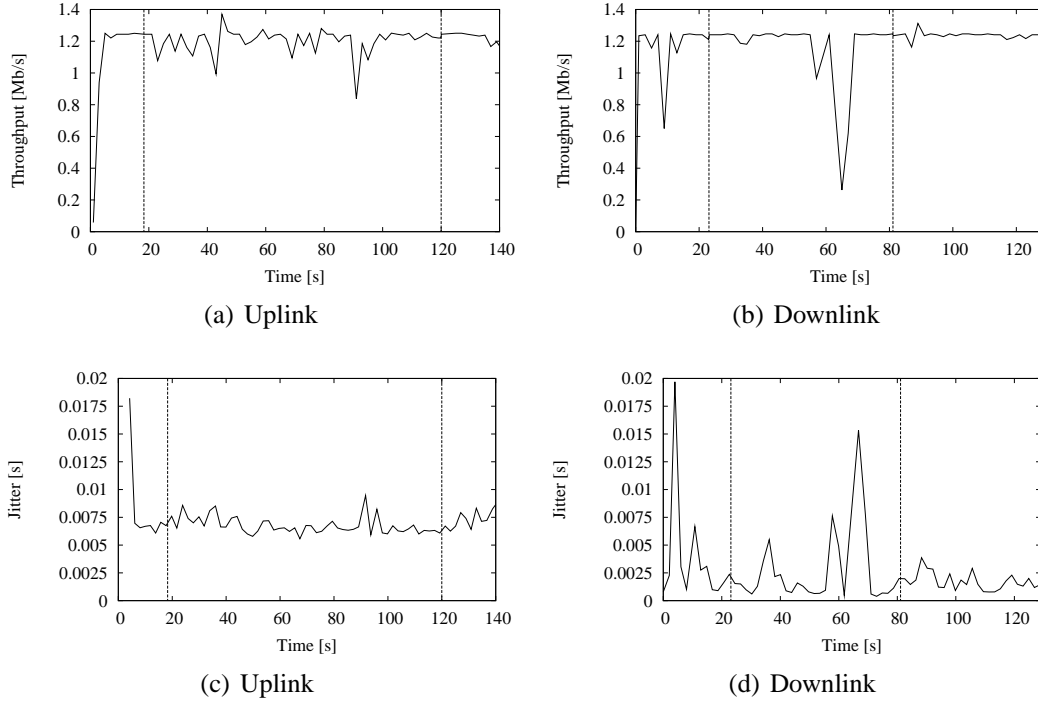 1.4
1.2
1
0.8
0.6
0.4
0.2
0
Throughput [Mb/s]
0 20 40 60 80 100 120 140
Time [s]
(a) Uplink
1.4
1.2
1
0.8
0.6
0.4
0.2
0
Throughput [Mb/s]
0 20 40 60 80 100 120
Time [s]
(b) Downlink
0.02
0.0175
0.015
0.0125
0.01
0.0075
0.005
0.0025
0
Jitter [s]
0 20 40 60 80 100 120 140
Time [s]
(c) Uplink
0.02
0.0175
0.015
0.0125
0.01
0.0075
0.005
0.0025
0
Jitter [s]
0 20 40 60 80 100 120
Time [s]
(d) Downlink